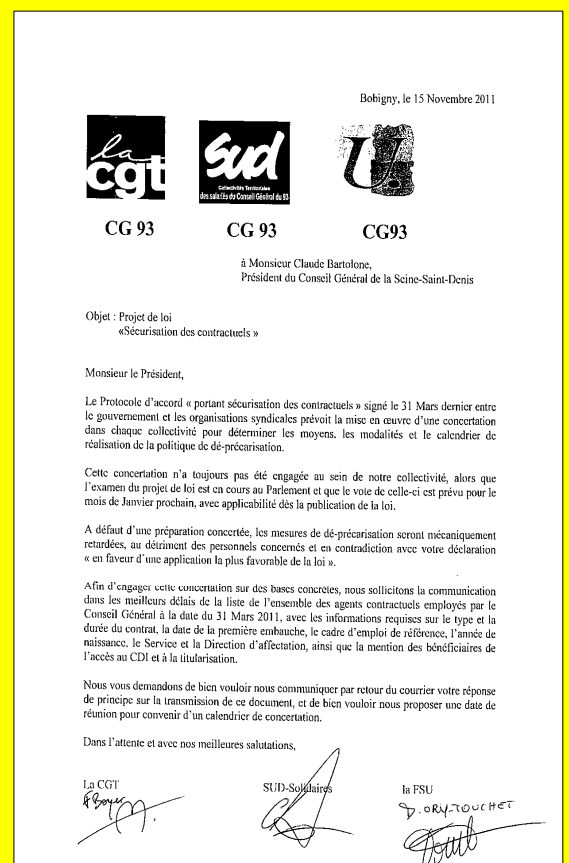 Bobigny, le 15 Novembre 2011
la
cgt
Sud
Collectivités Territoriales
des salariés du Conseil Général du 93
U.
CG 93
CG 93
CG93
à Monsieur Claude Bartolone,
Président du Conseil Général de la Seine-Saint-Denis
Objet : Projet de loi
«Sécurisation des contractuels »
Monsieur le Président,
Le Protocole d'accord « portant sécurisation des contractuels » signé le 31 Mars dernier entre
le gouvernement et les organisations syndicales prévoit la mise en œuvre d'une concertation
dans chaque collectivité pour déterminer les moyens, les modalités et le calendrier de
réalisation de la politique de dé-précarisation.
Cette concertation n'a toujours pas été engagée au sein de notre collectivité, alors que
l'examen du projet de loi est en cours au Parlement et que le vote de celle-ci est prévu pour le
mois de Janvier prochain, avec applicabilité dès la publication de la loi.
A défaut d'une préparation concertée, les mesures de dé-précarisation seront mécaniquement
retardées, au détriment des personnels concernés et en contradiction avec votre déclaration
« en faveur d'une application la plus favorable de la loi ».
Afin d'engager cette concertation sur des bases concrètes, nous sollicitons la communication
dans les meilleurs délais de la liste de l'ensemble des agents contractuels employés par le
Conseil Général à la date du 31 Mars 2011, avec les informations requises sur le type et la
durée du contrat, la date de la première embauche, le cadre d'emploi de référence, l'année de
naissance, le Service et la Direction d'affectation, ainsi que la mention des bénéficiaires de
l'accès au CDI et à la titularisation.
Nous vous demandons de bien vouloir nous communiquer par retour du courrier votre réponse
de principe sur la transmission de ce document, et de bien vouloir nous proposer une date de
réunion pour convenir d'un calendrier de concertation.
Dans l'attente et avec nos meilleures salutations,
La CGT
SUD-Solidaires
la FSU
Boyer
D. ORY-TOUCHET